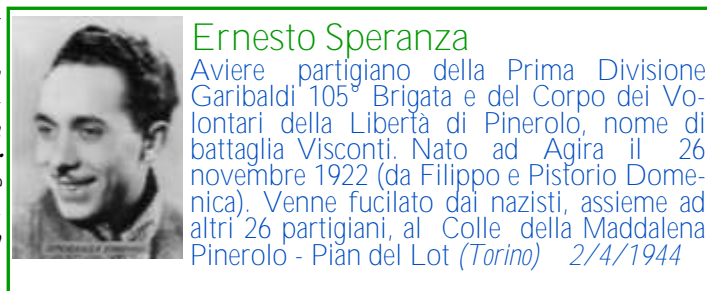 Ernesto Speranza
Aviere partigiano della Prima Divisione
Garibaldi 105° Brigata e del Corpo dei Vo-
lontari della Libertà di Pinerolo, nome di
battaglia Visconti. Nato ad Agira il 26
novembre 1922 (da Filippo e Pistorio Dome-
nica). Venne fucilato dai nazisti, assieme ad
altri 26 partigiani, al Colle della Maddalena
Pinerolo - Pian del Lot (Torino) 2/4/1944